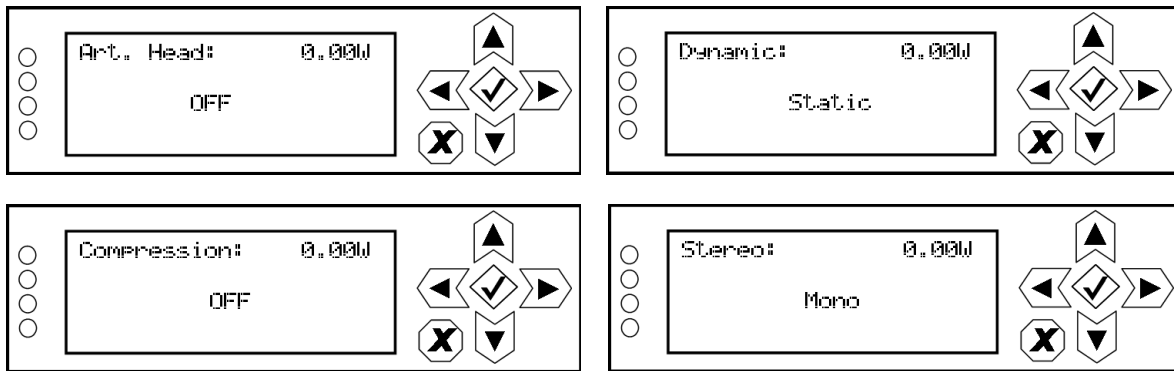 Art. Head: 0.00W
OFF
Dynamic: 0.00W
Static
Compression: 0.00W
OFF
Stereo: 0.00W
Mono